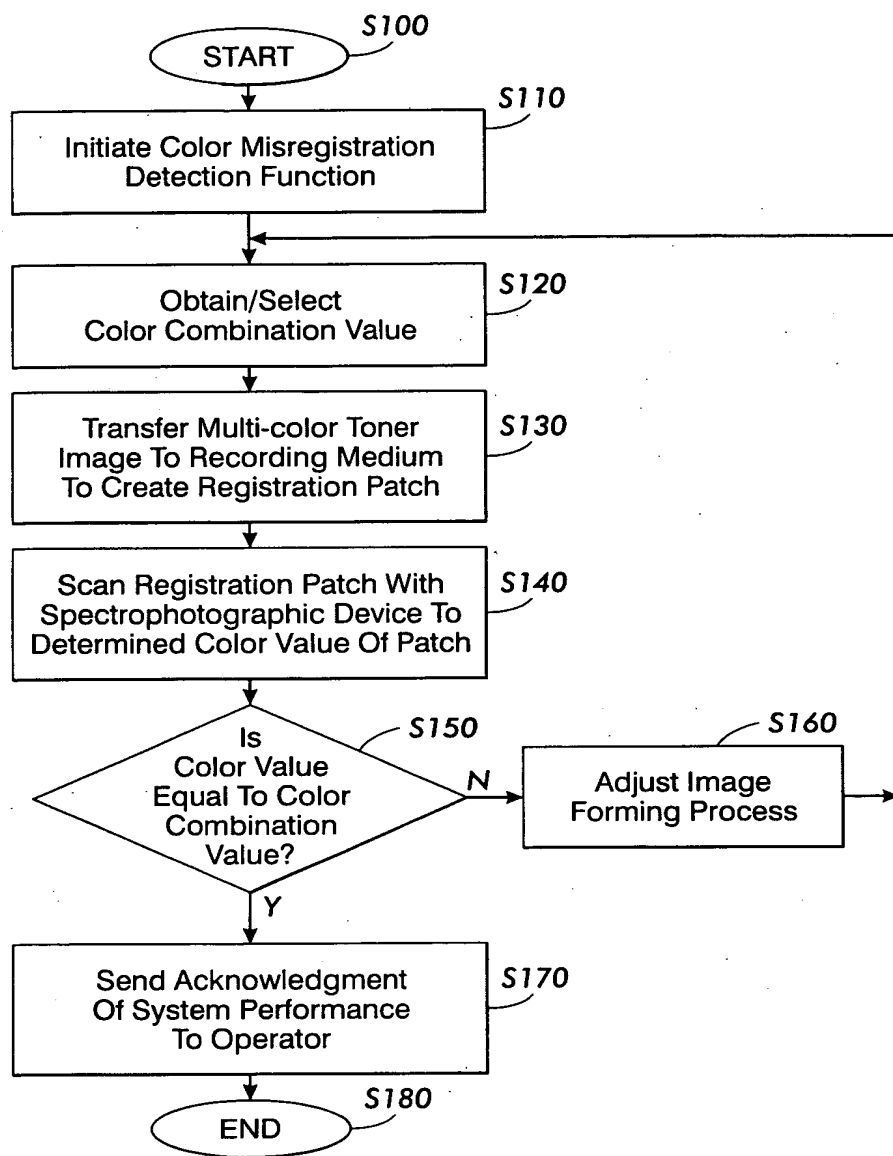 S100
START
S110
Initiate Color Misregistration
Detection Function
S120
Obtain/Select
Color Combination Value
S130
Transfer Multi-color Toner
Image To Recording Medium
To Create Registration Patch
S140
Scan Registration Patch With
Spectrophotographic Device To
Determined Color Value Of Patch
S150
Is
Color Value
Equal To Color
Combination
Value?
N
S160
Adjust Image
Forming Process
Y
S170
Send Acknowledgment
Of System Performance
To Operator
S180
END